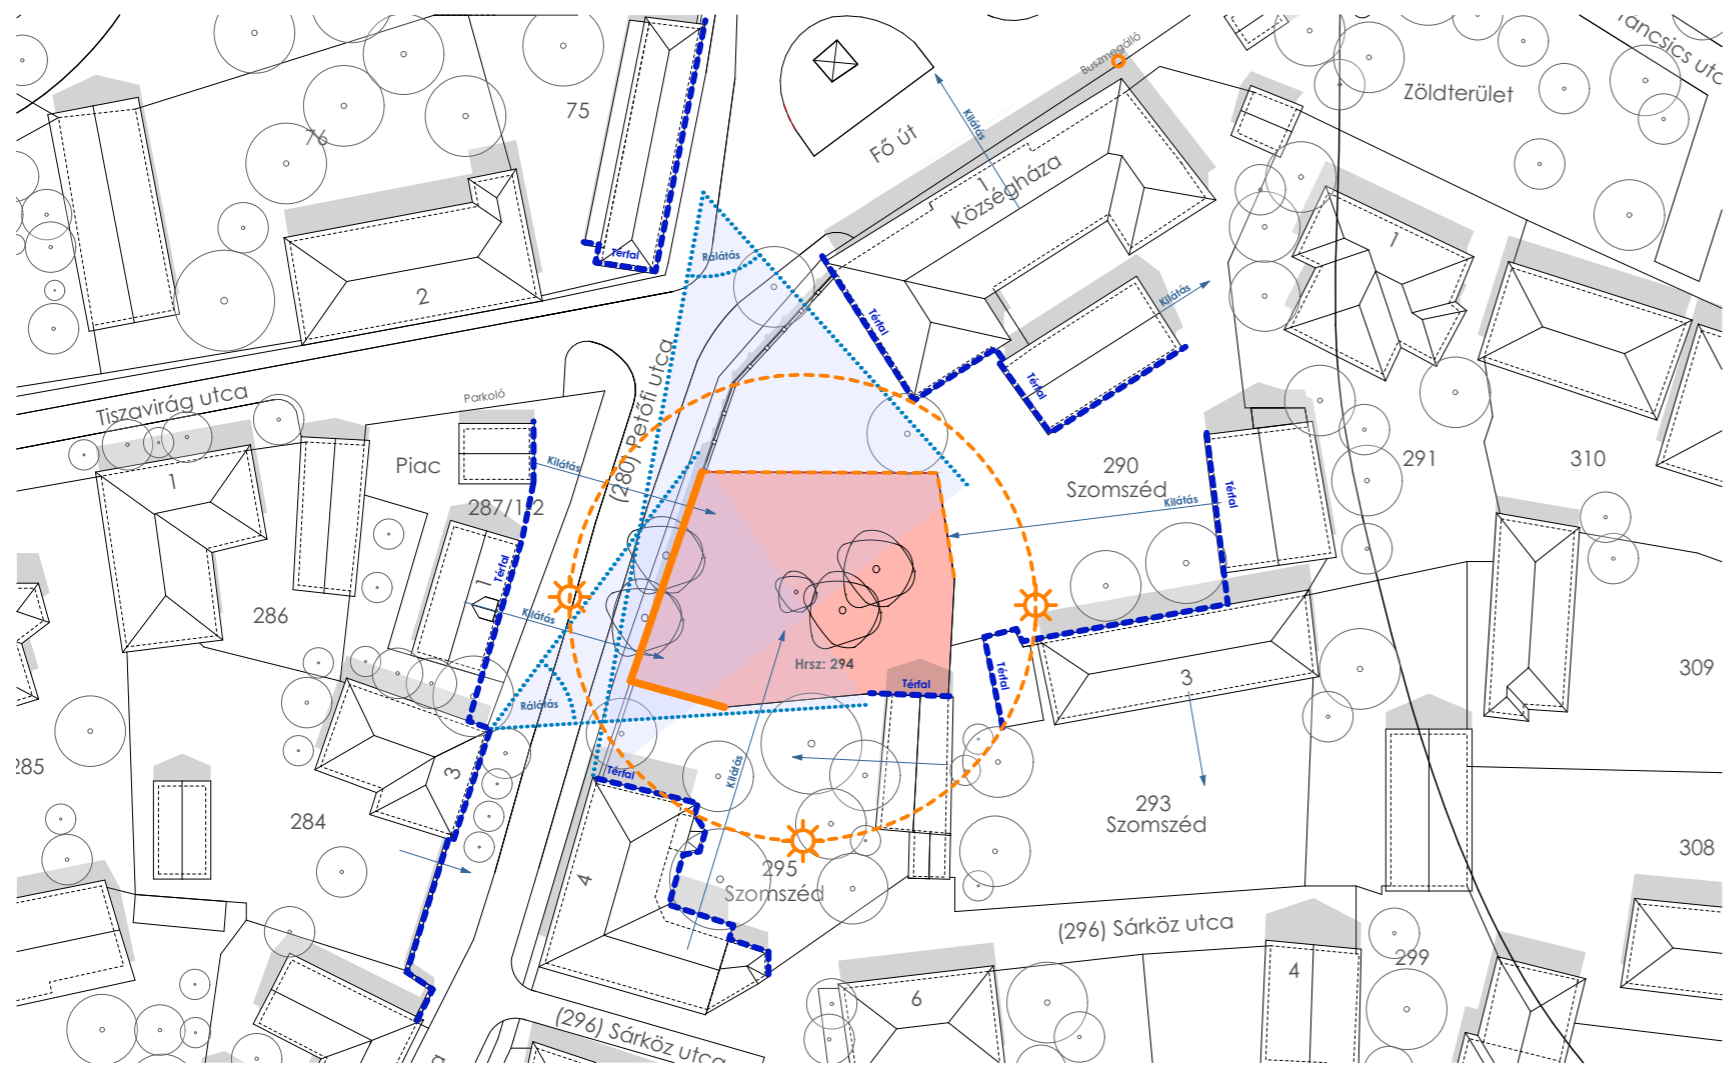 Táncsics utc
Buszmegálló
Zöldterület
75
76
Fő út
Kilátás
1
Községháza
1
Térfal
Rálátás
2
Kilátás
Térfal
Térfal
Tiszavirág utca
Parkoló
(280) Petőfi utca
Piac
Kilátás
1
287/1-2
290
Szomszéd
Térfal
Kilátás
291
310
Térfal
1
286
Kilátás
Hrsz: 294
Térfal
Térfal
3
309
Rálátás
285
3
Térfal
Kilátás
284
293
Szomszéd
308
4
295
Szomszéd
(296) Sárköz utca
299
4
6
(296) Sárköz utca
a